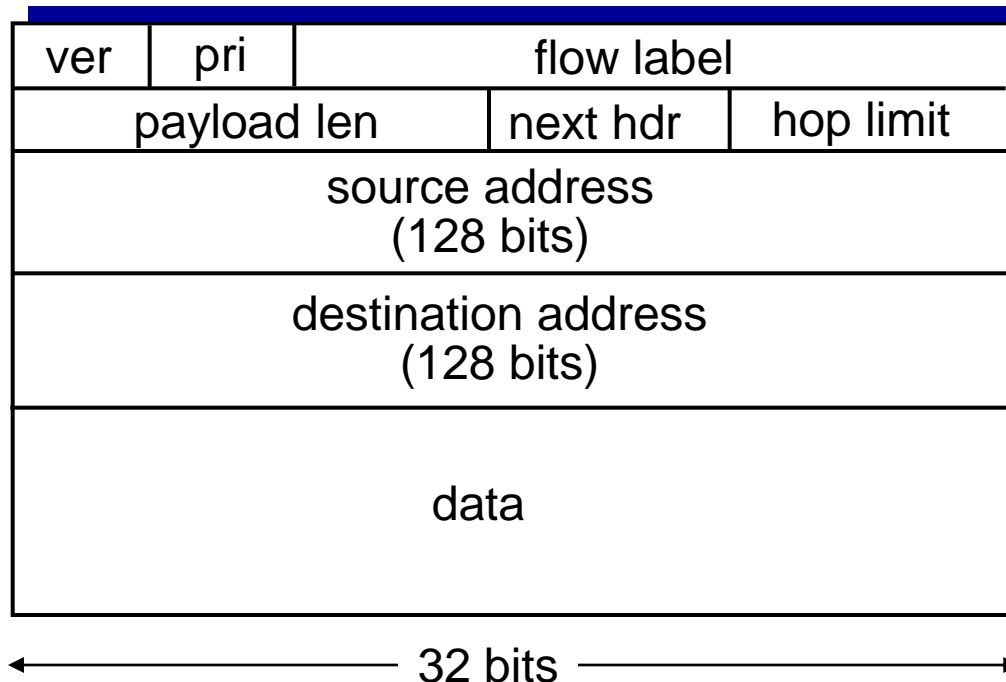 ver pri flow label
payload len next hdr hop limit
source address
(128 bits)
destination address
(128 bits)
data
32 bits